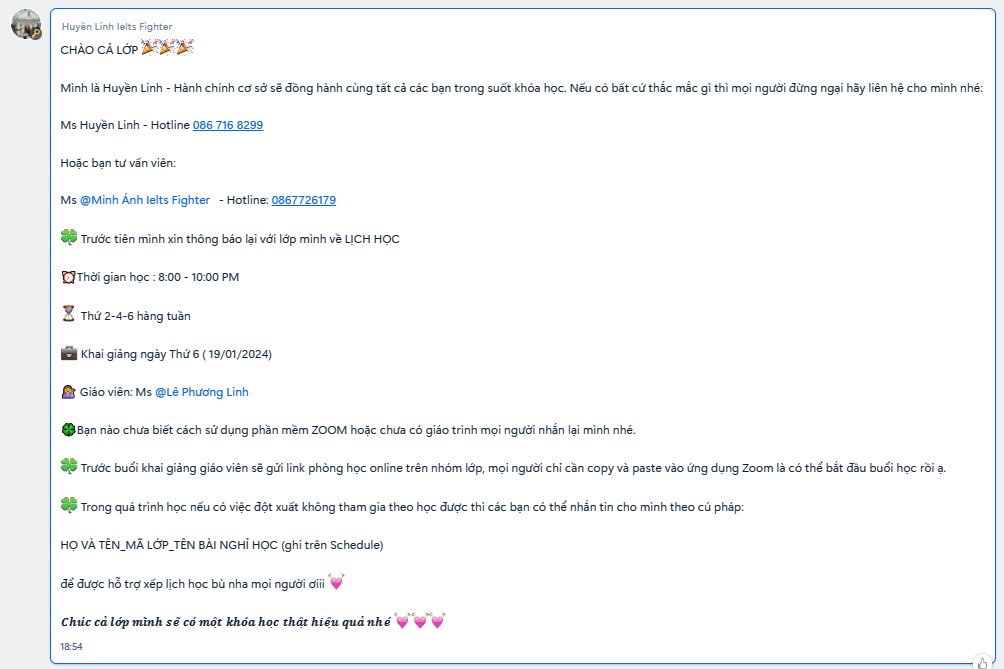 Huyền Linh Ielts Fighter
CHÀO CẢ LỚP 🎉🎉🎉
Mình là Huyền Linh - Hành chính cơ sở sẽ đồng hành cùng tất cả các bạn trong suốt khóa học. Nếu có bất cứ thắc mắc gì thì mọi người đừng ngại hãy liên hệ cho mình nhé:
Ms Huyền Linh - Hotline 086 716 8299
Hoặc bạn tư vấn viên:
Ms @Minh Ánh Ielts Fighter - Hotline: 0867726179
🍀 Trước tiên mình xin thông báo lại với lớp mình về LỊCH HỌC
⏰Thời gian học : 8:00 - 10:00 PM
⏳ Thứ 2-4-6 hàng tuần
💼 Khai giảng ngày Thứ 6 ( 19/01/2024)
🙋‍♀️ Giáo viên: Ms @Lê Phương Linh
🍀Bạn nào chưa biết cách sử dụng phần mềm ZOOM hoặc chưa có giáo trình mọi người nhắn lại mình nhé.
🍀 Trước buổi khai giảng giáo viên sẽ gửi link phòng học online trên nhóm lớp, mọi người chỉ cần copy và paste vào ứng dụng Zoom là có thể bắt đầu buổi học rồi ạ.
🍀 Trong quá trình học nếu có việc đột xuất không tham gia theo học được thì các bạn có thể nhắn tin cho mình theo cú pháp:
HỌ VÀ TÊN_MÃ LỚP_TÊN BÀI NGHỈ HỌC (ghi trên Schedule)
để được hỗ trợ xếp lịch học bù nha mọi người ơiii 💓
Chúc cả lớp mình sẽ có một khóa học thật hiệu quả nhé 💓💓💓
18:54